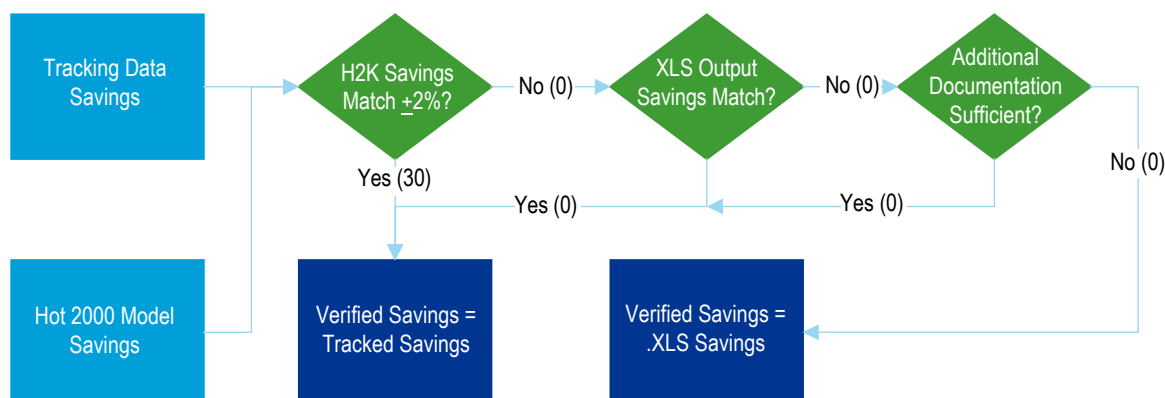 Tracking Data
Savings
H2K Savings
Match +2%?
No (0)
XLS Output
Savings Match?
No (0)
Additional
Documentation
Sufficient?
No (0)
Yes (30)
Yes (0)
Yes (0)
Hot 2000 Model
Savings
Verified Savings =
Tracked Savings
Verified Savings =
.XLS Savings